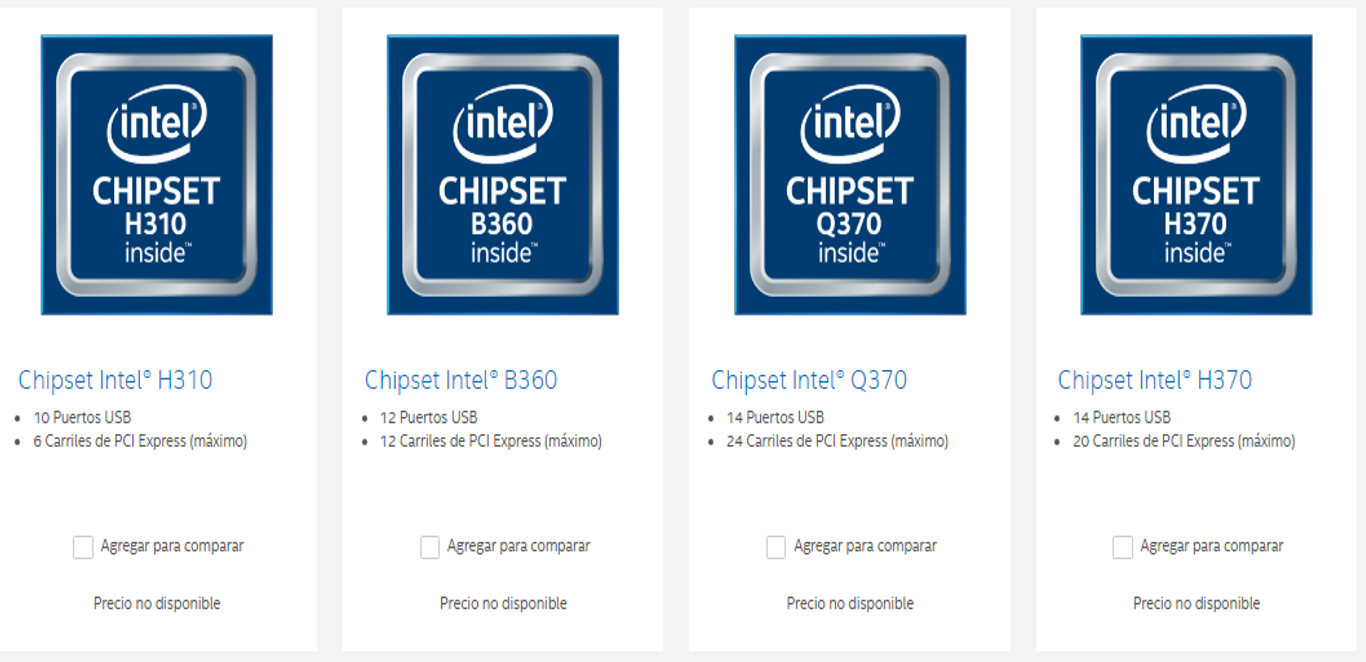 intel®
CHIPSET
H310
inside™
Chipset Intel® H310
• 10 Puertos USB
• 6 Carriles de PCI Express (máximo)
Agregar para comparar
Precio no disponible
intel®
CHIPSET
B360
inside™
Chipset Intel® B360
• 12 Puertos USB
• 12 Carriles de PCI Express (máximo)
Agregar para comparar
Precio no disponible
intel®
CHIPSET
Q370
inside™
Chipset Intel® Q370
• 14 Puertos USB
• 24 Carriles de PCI Express (máximo)
Agregar para comparar
Precio no disponible
intel®
CHIPSET
H370
inside™
Chipset Intel® H370
• 14 Puertos USB
• 20 Carriles de PCI Express (máximo)
Agregar para comparar
Precio no disponible